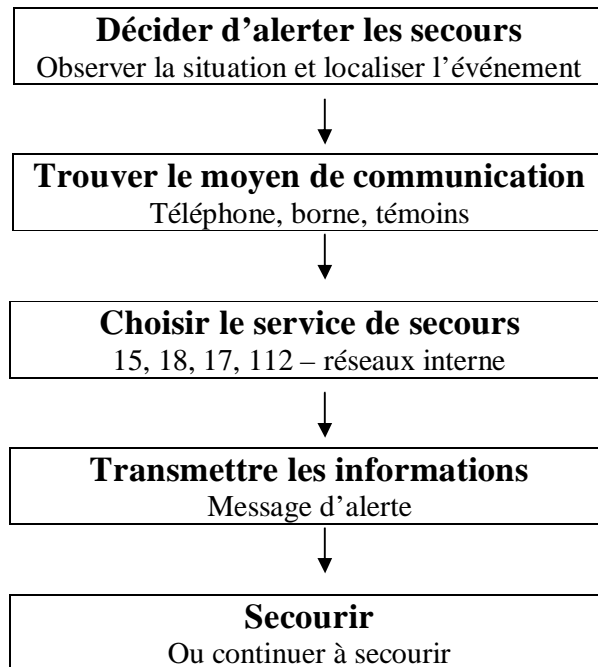 Décider d’alerter les secours
Observer la situation et localiser l’événement
Trouver le moyen de communication
Téléphone, borne, témoins
Choisir le service de secours
15, 18, 17, 112 – réseaux interne
Transmettre les informations
Message d’alerte
Secourir
Ou continuer à secourir